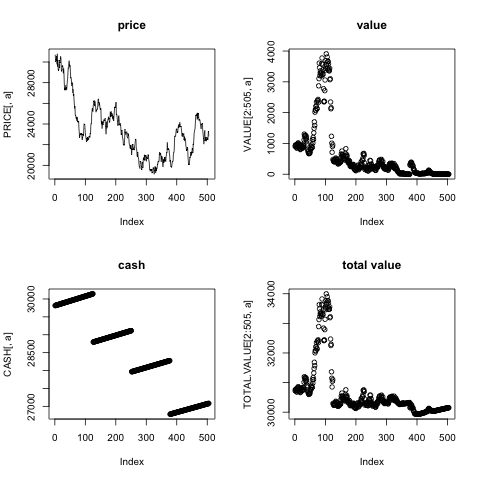 price
PRICE[, a]
20000 24000 28000
0 100 200 300 400 500
Index
value
VALUE[2:505, a]
0 1000 2000 3000 4000
0 100 200 300 400 500
Index
cash
CASH[, a]
27000 28500 30000
0 100 200 300 400 500
Index
total value
TOTAL.VALUE[2:505, a]
30000 32000 34000
0 100 200 300 400 500
Index